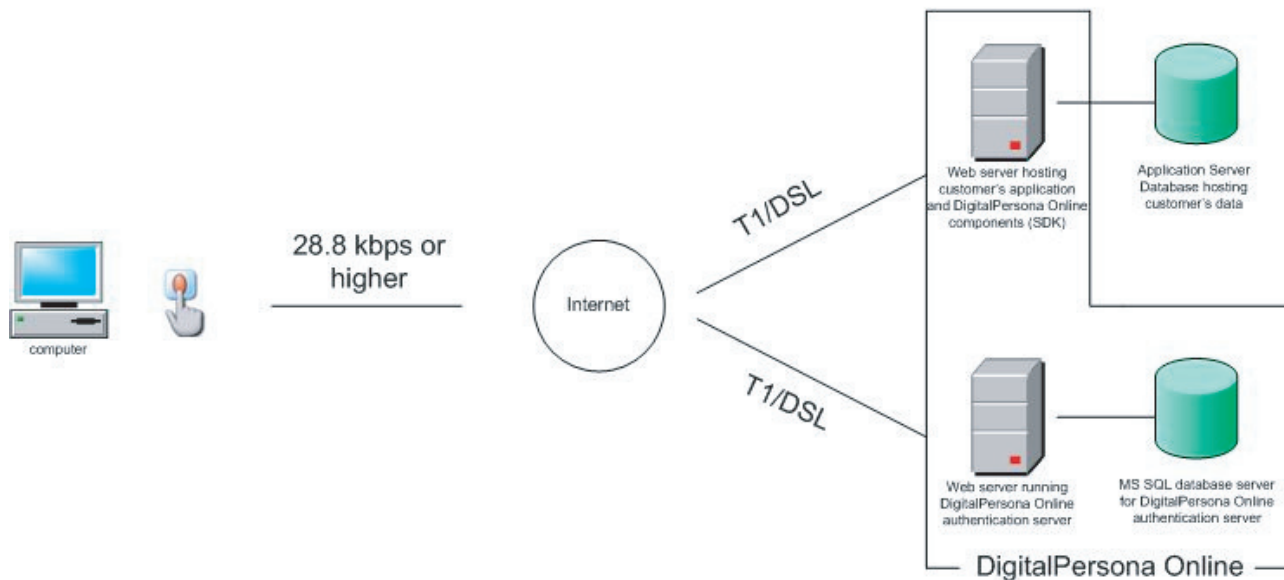 computer
28.8 kbps or
higher
Internet
T1/DSL
T1/DSL
Web server hosting
customer's application
and DigitalPersona Online
components (SDK)
Application Server
Database hosting
customer's data
Web server running
DigitalPersona Online
authentication server
MS SQL database server
for DigitalPersona Online
authentication server
DigitalPersona Online